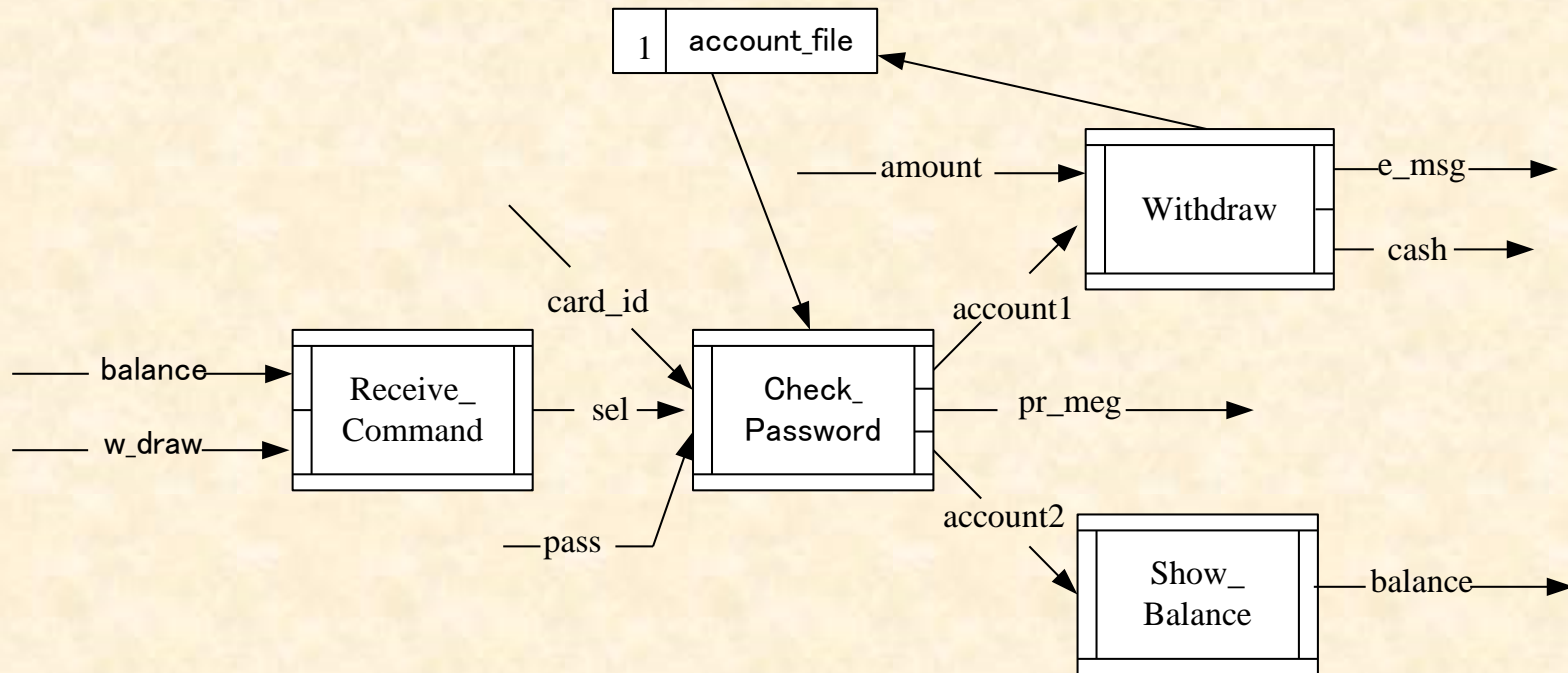 1
account_file
amount
e_msg
Withdraw
cash
card_id
account1
balance
Receive_
Command
sel
Check_
Password
pr_meg
w_draw
pass
account2
Show_
Balance
balance